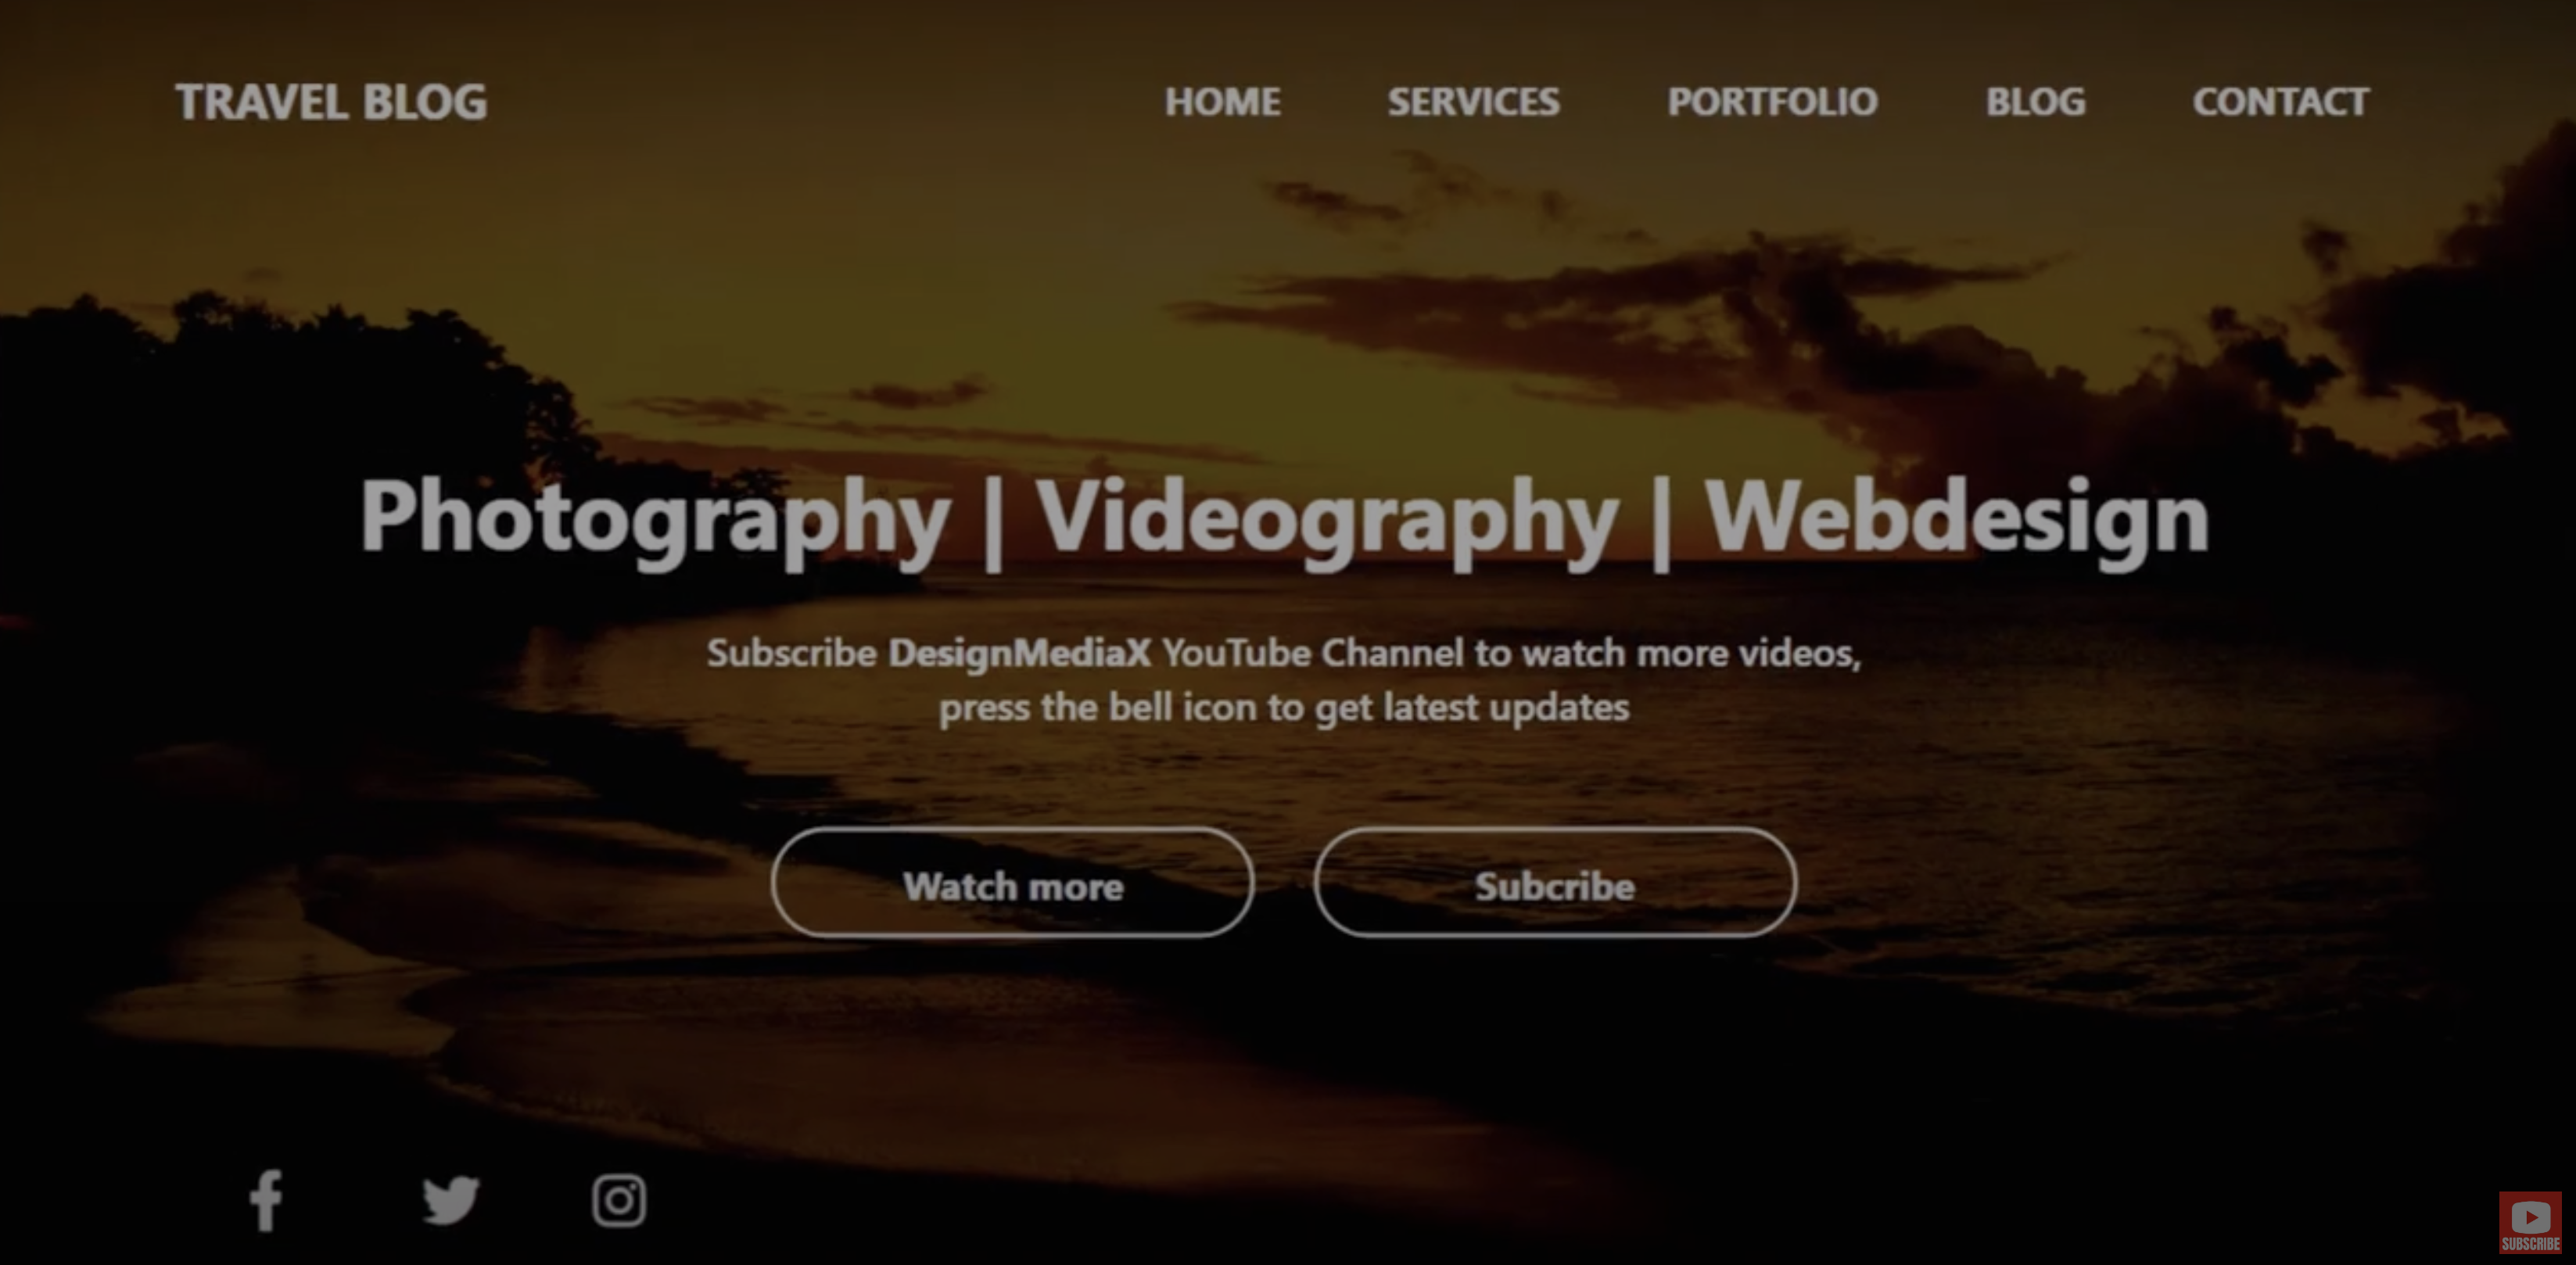 TRAVEL BLOG
HOME SERVICES PORTFOLIO BLOG CONTACT
Photography | Videography | Webdesign
Subscribe DesignMediaX YouTube Channel to watch more videos,
press the bell icon to get latest updates
Watch more
Subcribe
SUBSCRIBE